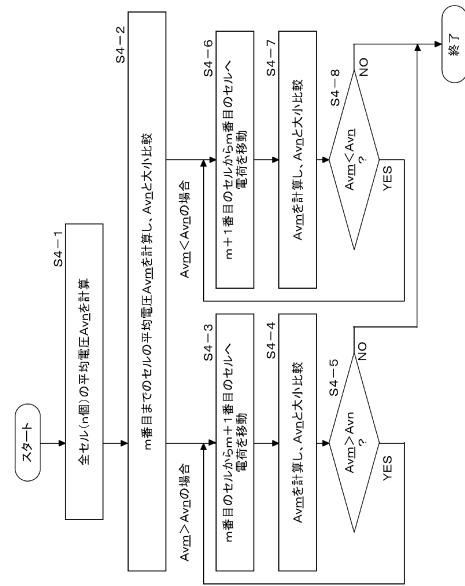 スタート
S4-1
全セル(n個)の平均電圧Avnを計算
S4-2
m番目までのセルの平均電圧Avmを計算し、Avnと大小比較
Avm>Avnの場合
S4-3
m番目のセルからm+1番目のセルへ
電荷を移動
S4-4
Avmを計算し、Avnと大小比較
S4-5
Avm>Avn
?
YES
NO
Avm<Avnの場合
S4-6
m+1番目のセルからm番目のセルへ
電荷を移動
S4-7
Avmを計算し、Avnと大小比較
S4-8
Avm<Avn
?
YES
NO
終了